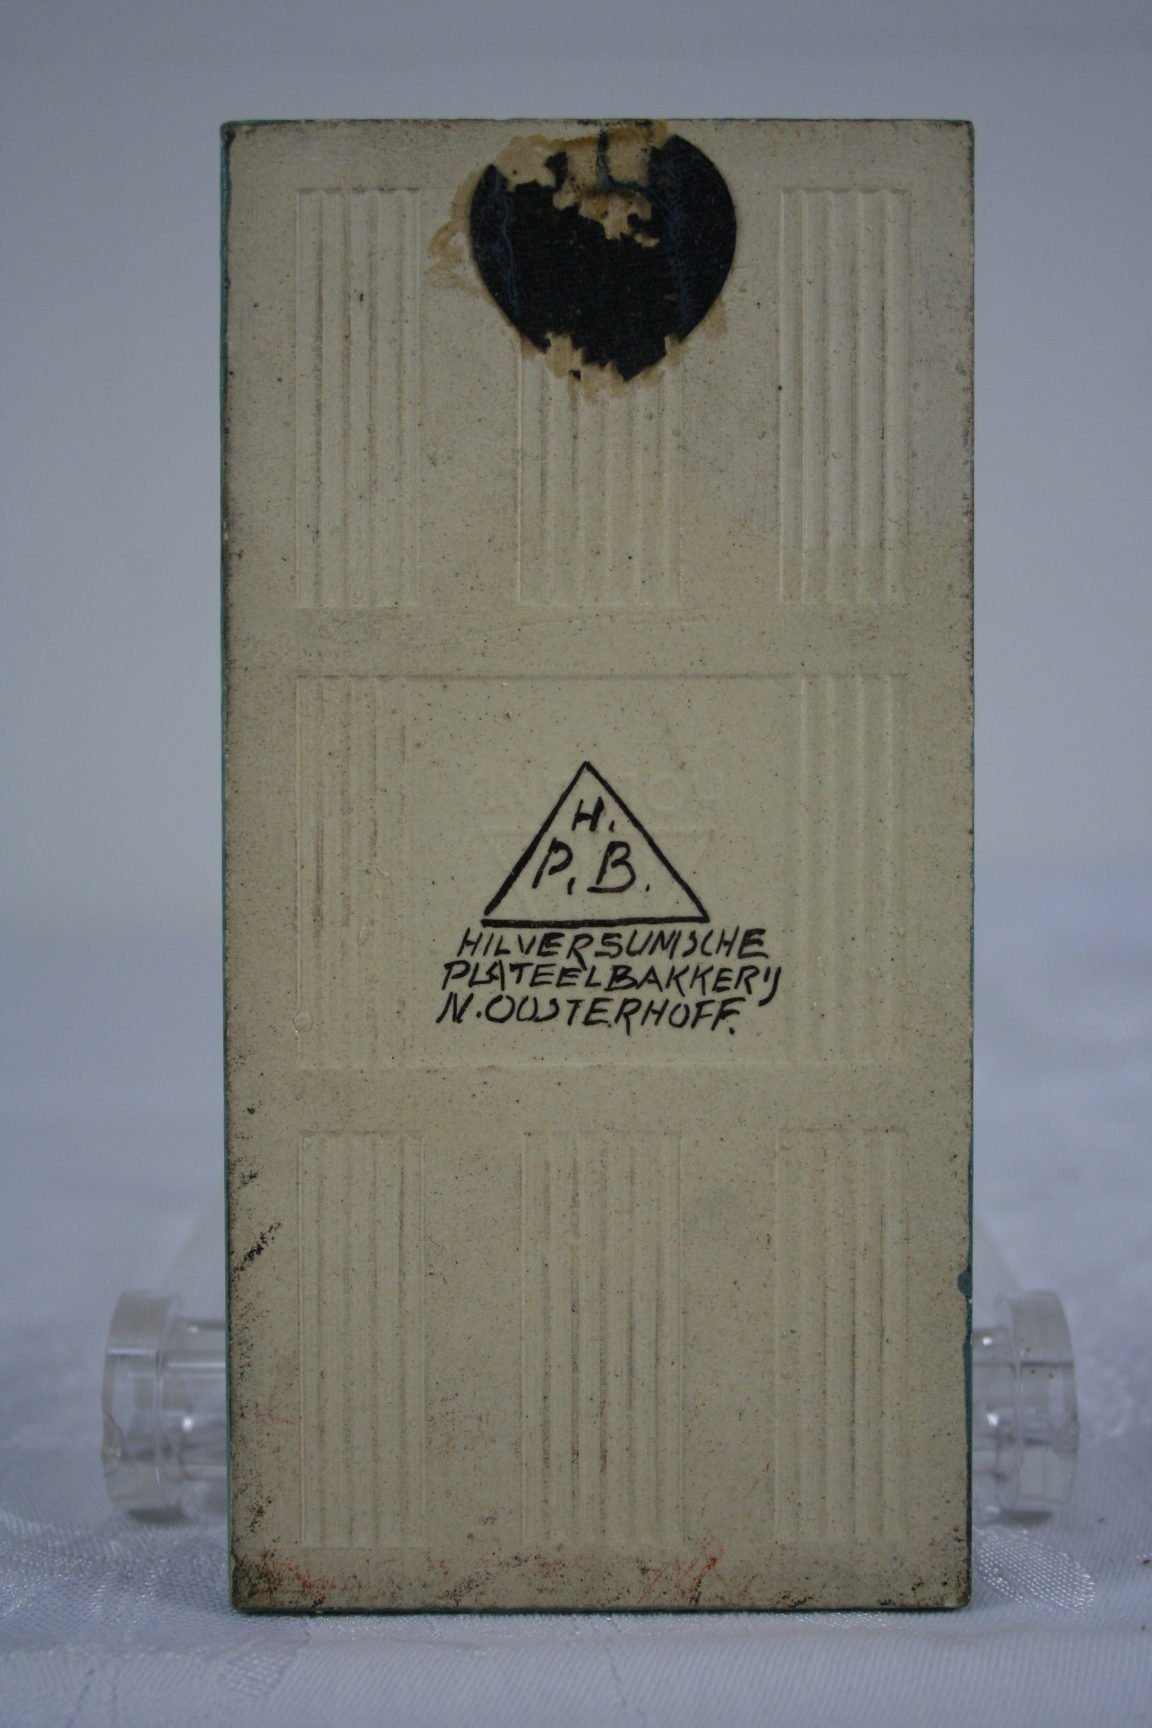 H.
P. B.
HILVERSUMSCHE
PLATEELBAKKERIJ
N. OOSTERHOFF.